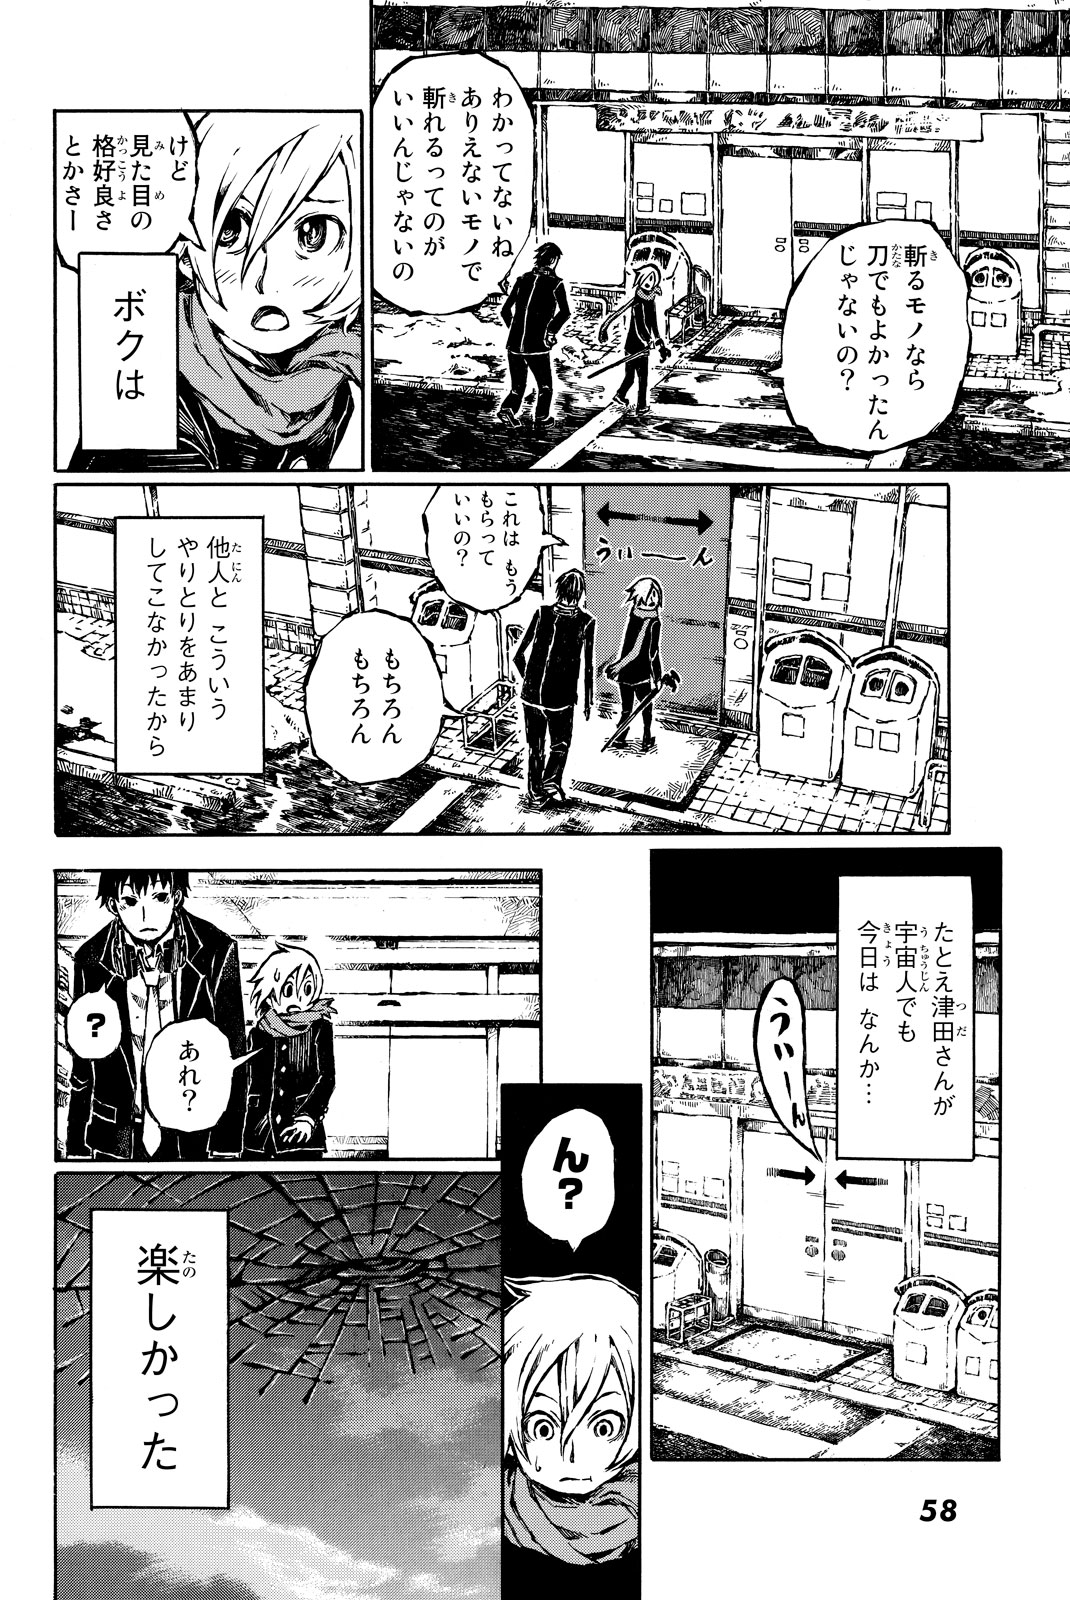 斬るモノなら
刀でもよかったん
じゃないの？
わかってないね
ありえないモノで
斬れるってのが
いいんじゃないの
けど
見た目の
格好良さ
とかさー
ボクは
うぃーーん
これは もう
もらって
いいの？
もちろん
もちろん
他人と こういう
やりとりをあまり
してこなかったから
たとえ津田さんが
宇宙人でも
今日は なんか…
うぃーん
あれ？
？
ん？
楽しかった
58